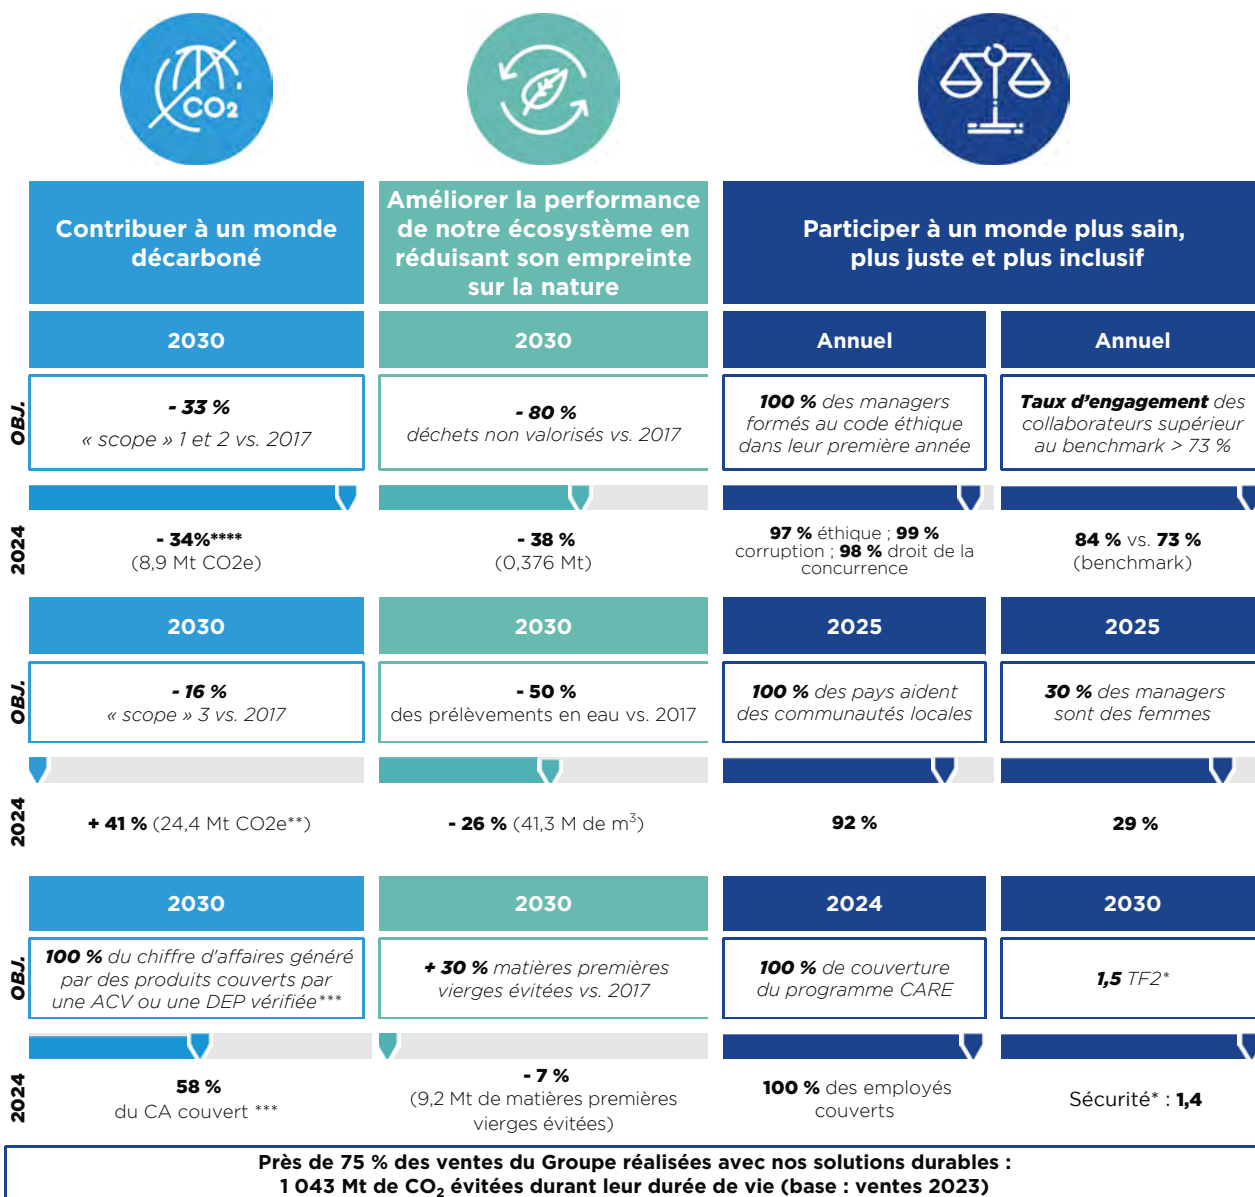 CO2
Contribuer à un monde
décarboné
Améliorer la performance
de notre écosystème en
réduisant son empreinte
sur la nature
Participer à un monde plus sain,
plus juste et plus inclusif
2030
2030
Annuel
Annuel
OBJ.
- 33 %
« scope » 1 et 2 vs. 2017
- 80 %
déchets non valorisés vs. 2017
100 % des managers
formés au code éthique
dans leur première année
Taux d'engagement des
collaborateurs supérieur
au benchmark > 73 %
2024
- 34%****
(8,9 Mt CO2e)
- 38 %
(0,376 Mt)
97 % éthique ; 99 %
corruption ; 98 % droit de la
concurrence
84 % vs. 73 %
(benchmark)
2030
2030
2025
2025
OBJ.
- 16 %
« scope » 3 vs. 2017
- 50 %
des prélèvements en eau vs. 2017
100 % des pays aident
des communautés locales
30 % des managers
sont des femmes
2024
+ 41 % (24,4 Mt CO2e**)
- 26 % (41,3 M de m³)
92 %
29 %
2030
2030
2024
2030
OBJ.
100 % du chiffre d'affaires généré
par des produits couverts par
une ACV ou une DEP vérifiée***
+ 30 % matières premières
vierges évitées vs. 2017
100 % de couverture
du programme CARE
1,5 TF2*
2024
58 %
du CA couvert ***
- 7 %
(9,2 Mt de matières premières
vierges évitées)
100 % des employés
couverts
Sécurité* : 1,4
Près de 75 % des ventes du Groupe réalisées avec nos solutions durables :
1 043 Mt de CO₂ évitées durant leur durée de vie (base : ventes 2023)